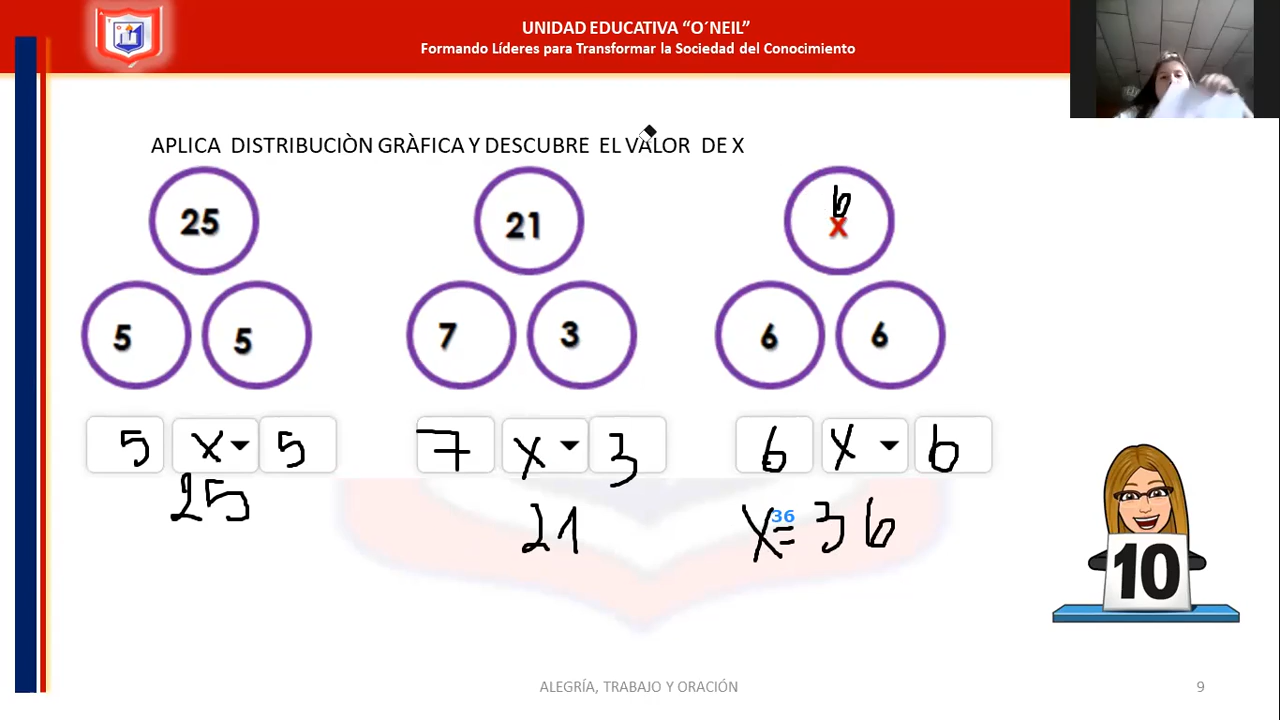 UNIDAD EDUCATIVA “O´NEIL”
Formando Líderes para Transformar la Sociedad del Conocimiento
APLICA DISTRIBUCIÒN GRÀFICA Y DESCUBRE EL VALOR DE X
25
21
6
x
5 5
7 3
6 6
5 x 5
7 x 3
6 x 6
25
21
x = 36
36
10
ALEGRÍA, TRABAJO Y ORACIÓN
9